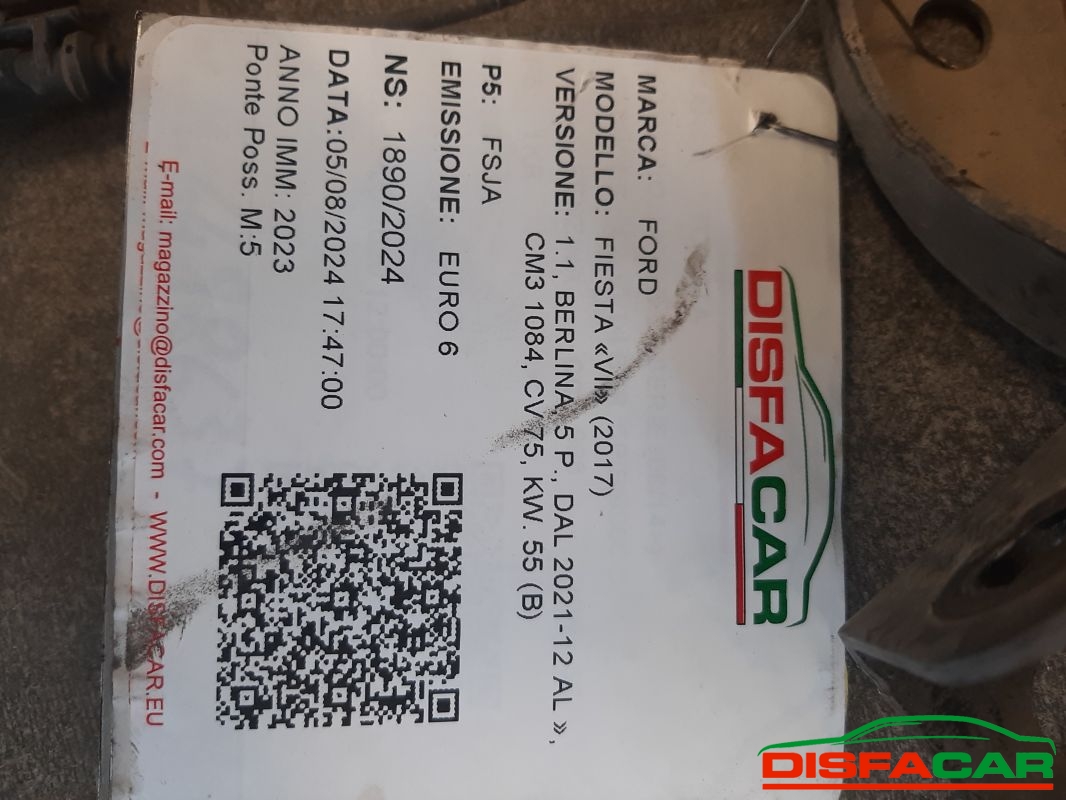 DISFACAR
MARCA: FORD
MODELLO: FIESTA «VII» (2017)
VERSIONE: 1.1, BERLINA, 5 P., DAL 2021-12 AL »,
CM3 1084, CV 75, KW. 55 (B)
P5: FSJA
EMISSIONE: EURO 6
NS: 1890/2024
DATA:05/08/2024 17:47:00
ANNO IMM: 2023
Ponte Poss. M:5
E-mail: magazzino@disfacar.com - WWW.DISFACAR.EU
DISFACAR